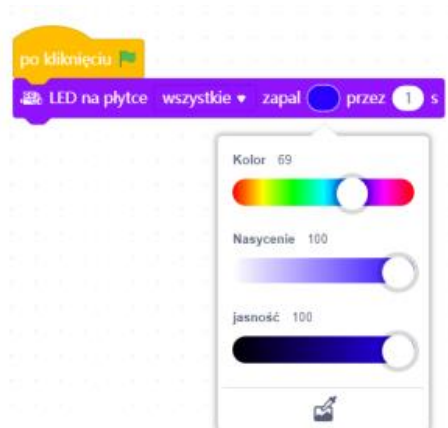 po kliknięciu
LED na płytce wszystkie zapal przez 1 s
Kolor 69
Nasycenie 100
jasność 100